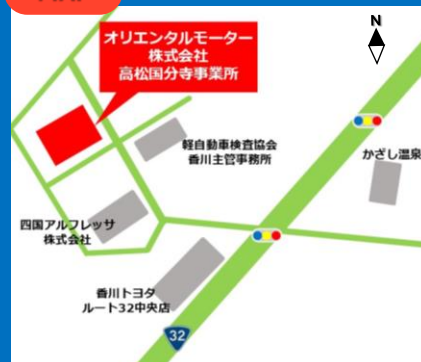 オリエンタルモーター
株式会社
高松国分寺事業所
N
軽自動車検査協会
香川主管事務所
かざし温泉
四国アルフレッサ
株式会社
香川トヨタ
ルート32中央店
32